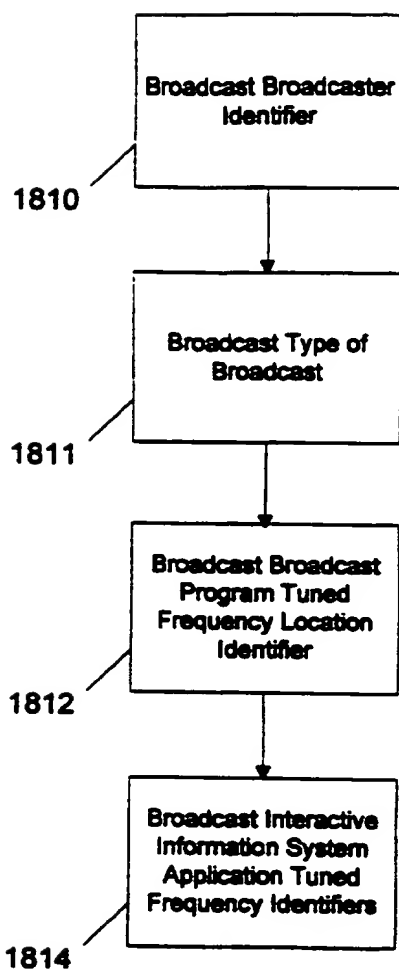 Broadcast Broadcaster
Identifier
1810
Broadcast Type of
Broadcast
1811
Broadcast Broadcast
Program Tuned
Frequency Location
Identifier
1812
Broadcast Interactive
Information System
Application Tuned
Frequency Identifiers
1814